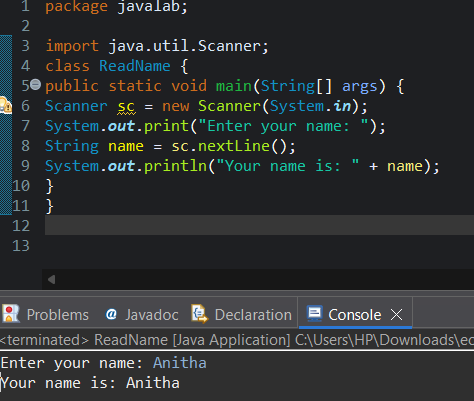 1 package javalab;
2
3 import java.util.Scanner;
4 class ReadName {
5 public static void main(String[] args) {
6 Scanner sc = new Scanner(System.in);
7 System.out.print("Enter your name: ");
8 String name = sc.nextLine();
9 System.out.println("Your name is: " + name);
10 }
11 }
12
13
Problems @ Javadoc Declaration Console
<terminated> ReadName [Java Application] C:\Users\HP\Downloads\ec
Enter your name: Anitha
Your name is: Anitha